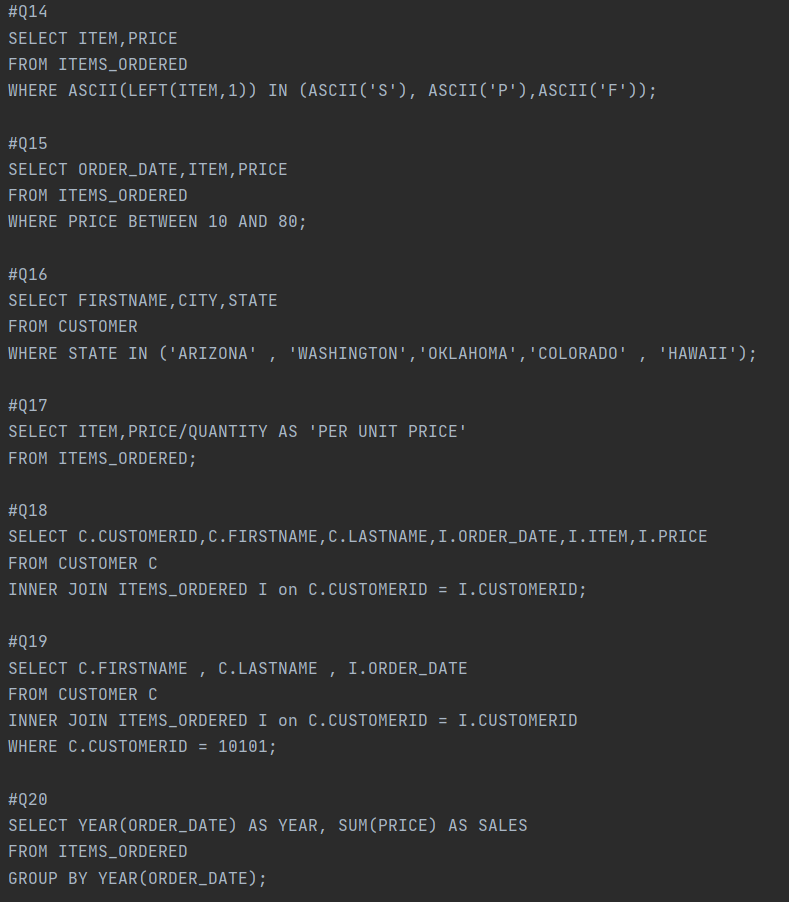 #Q14
SELECT ITEM,PRICE
FROM ITEMS_ORDERED
WHERE ASCII(LEFT(ITEM,1)) IN (ASCII('S'), ASCII('P'),ASCII('F'));
#Q15
SELECT ORDER_DATE,ITEM,PRICE
FROM ITEMS_ORDERED
WHERE PRICE BETWEEN 10 AND 80;
#Q16
SELECT FIRSTNAME,CITY,STATE
FROM CUSTOMER
WHERE STATE IN ('ARIZONA' , 'WASHINGTON','OKLAHOMA','COLORADO' , 'HAWAII');
#Q17
SELECT ITEM,PRICE/QUANTITY AS 'PER UNIT PRICE'
FROM ITEMS_ORDERED;
#Q18
SELECT C.CUSTOMERID,C.FIRSTNAME,C.LASTNAME,I.ORDER_DATE,I.ITEM,I.PRICE
FROM CUSTOMER C
INNER JOIN ITEMS_ORDERED I on C.CUSTOMERID = I.CUSTOMERID;
#Q19
SELECT C.FIRSTNAME , C.LASTNAME , I.ORDER_DATE
FROM CUSTOMER C
INNER JOIN ITEMS_ORDERED I on C.CUSTOMERID = I.CUSTOMERID
WHERE C.CUSTOMERID = 10101;
#Q20
SELECT YEAR(ORDER_DATE) AS YEAR, SUM(PRICE) AS SALES
FROM ITEMS_ORDERED
GROUP BY YEAR(ORDER_DATE);